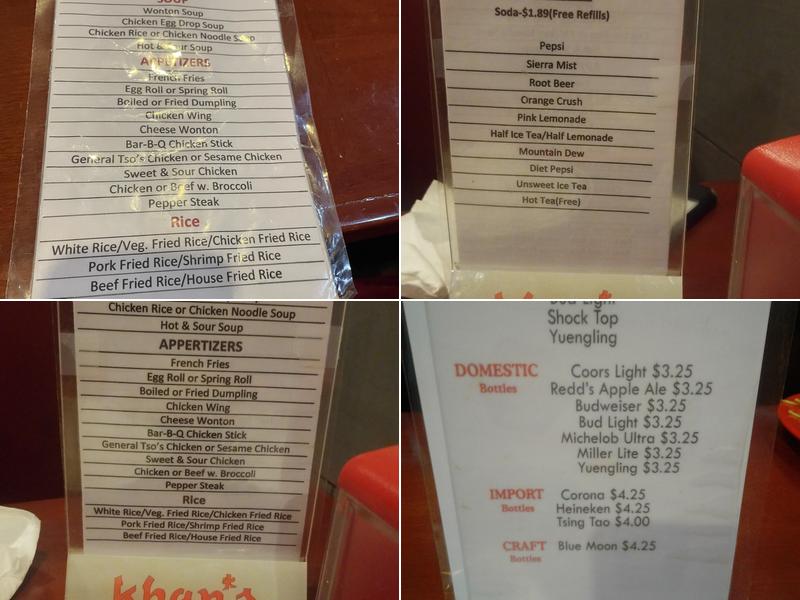 SOUP
Wonton Soup
Chicken Egg Drop Soup
Chicken Rice or Chicken Noodle Soup
Hot & Sour Soup
APPETIZERS
French Fries
Egg Roll or Spring Roll
Boiled or Fried Dumpling
Chicken Wing
Cheese Wonton
Bar-B-Q Chicken Stick
General Tso's Chicken or Sesame Chicken
Sweet & Sour Chicken
Chicken or Beef w. Broccoli
Pepper Steak
Rice
White Rice/Veg. Fried Rice/Chicken Fried Rice
Pork Fried Rice/Shrimp Fried Rice
Beef Fried Rice/House Fried Rice
Soda-$1.89(Free Refills)
Pepsi
Sierra Mist
Root Beer
Orange Crush
Pink Lemonade
Half Ice Tea/Half Lemonade
Mountain Dew
Diet Pepsi
Unsweet Ice Tea
Hot Tea(Free)
Chicken Rice or Chicken Noodle Soup
Hot & Sour Soup
APPERTIZERS
French Fries
Egg Roll or Spring Roll
Boiled or Fried Dumpling
Chicken Wing
Cheese Wonton
Bar-B-Q Chicken Stick
General Tso's Chicken or Sesame Chicken
Sweet & Sour Chicken
Chicken or Beef w. Broccoli
Pepper Steak
Rice
White Rice/Veg. Fried Rice/Chicken Fried Rice
Pork Fried Rice/Shrimp Fried Rice
Beef Fried Rice/House Fried Rice
khan's
Bud Light
Shock Top
Yuengling
DOMESTIC Coors Light $3.25
Bottles Redd's Apple Ale $3.25
Budweiser $3.25
Bud Light $3.25
Michelob Ultra $3.25
Miller Lite $3.25
Yuengling $3.25
IMPORT Corona $4.25
Bottles Heineken $4.25
Tsing Tao $4.00
CRAFT Blue Moon $4.25
Bottles